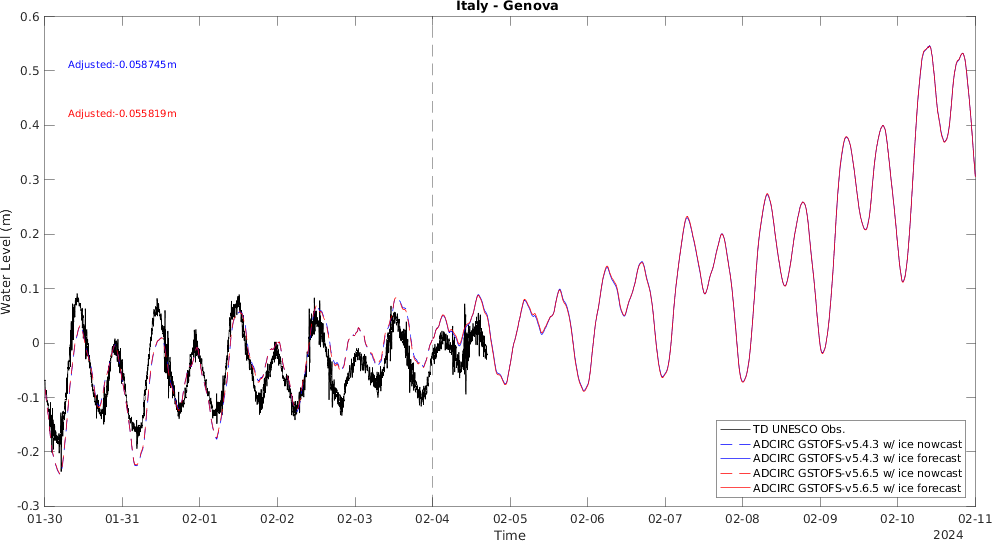 Italy - Genova
Adjusted:-0.058745m
Adjusted:-0.055819m
Water Level (m)
0.6
0.5
0.4
0.3
0.2
0.1
0
-0.1
-0.2
-0.3
TD UNESCO Obs.
ADCIRC GSTOFS-v5.4.3 w/ ice nowcast
ADCIRC GSTOFS-v5.4.3 w/ ice forecast
ADCIRC GSTOFS-v5.6.5 w/ ice nowcast
ADCIRC GSTOFS-v5.6.5 w/ ice forecast
01-30 01-31 02-01 02-02 02-03 02-04 02-05 02-06 02-07 02-08 02-09 02-10 02-11
Time
2024